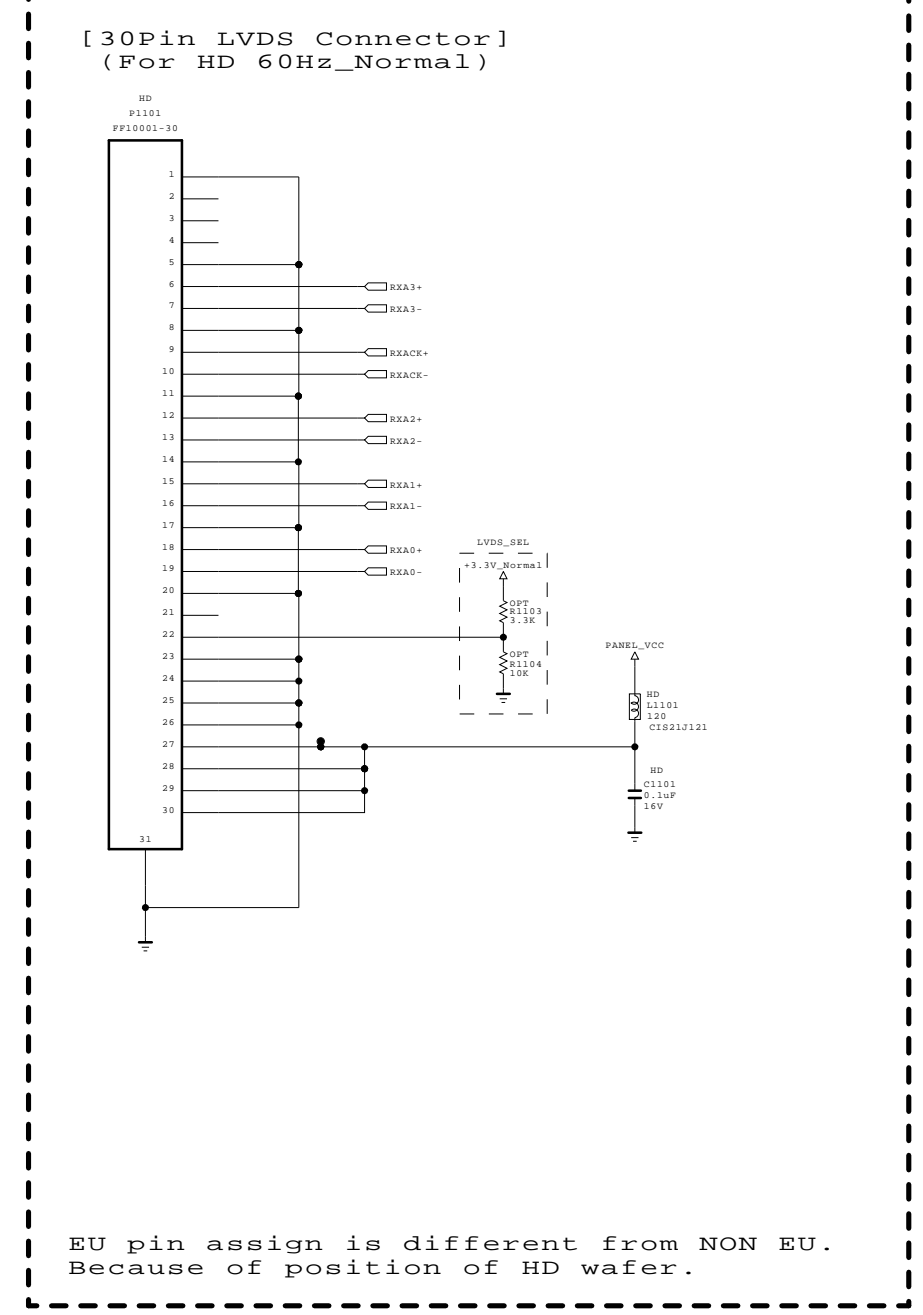 [30Pin LVDS Connector]
(For HD 60Hz_Normal)
HD
P1101
FF10001-30
1
2
3
4
5
6
RXA3+
7
RXA3-
8
9
RXACK+
10
RXACK-
11
12
RXA2+
13
RXA2-
14
15
RXA1+
16
RXA1-
17
18
RXA0+
19
RXA0-
20
21
22
23
24
25
26
27
28
29
30
31
LVDS_SEL
+3.3V_Normal
OPT
R1103
3.3K
OPT
R1104
10K
PANEL_VCC
HD
L1101
120
CIS21J121
HD
C1101
0.1uF
16V
EU pin assign is different from NON EU.
Because of position of HD wafer.